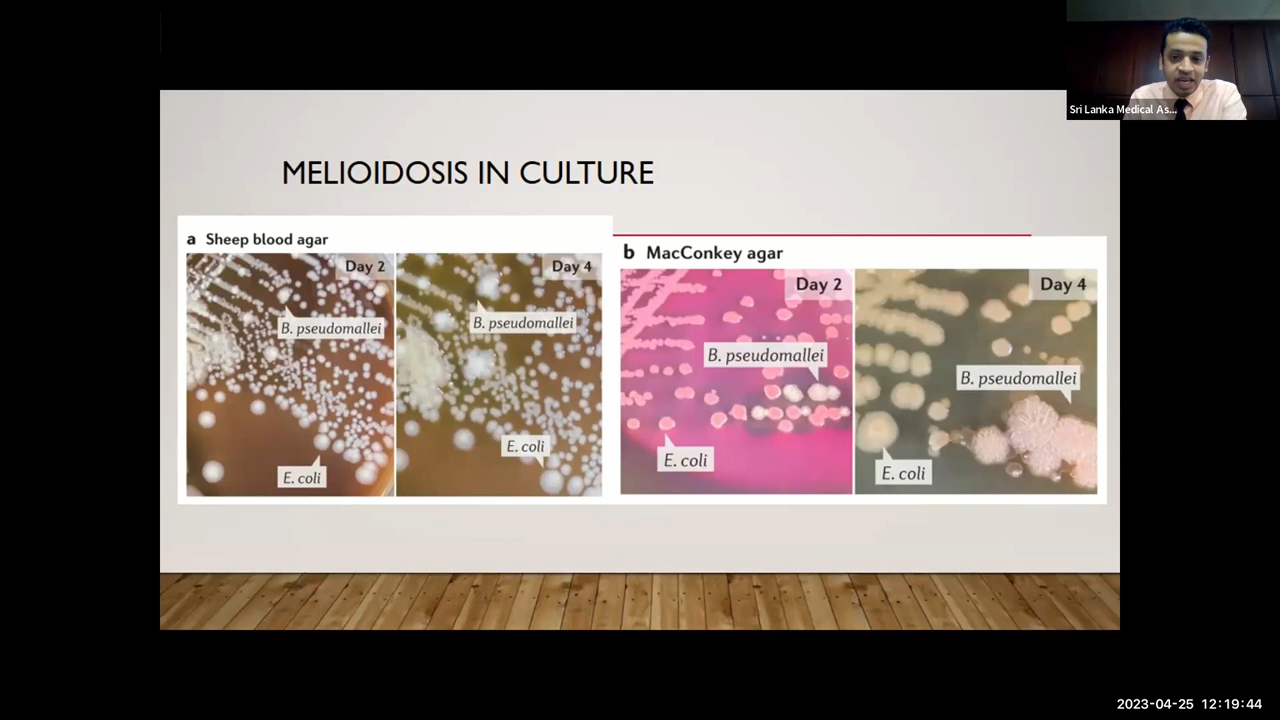 Sri Lanka Medical As...
MELIOIDOSIS IN CULTURE
a Sheep blood agar
Day 2
Day 4
B. pseudomallei
B. pseudomallei
E. coli
E. coli
b MacConkey agar
Day 2
Day 4
B. pseudomallei
B. pseudomallei
E. coli
E. coli
2023-04-25 12:19:44